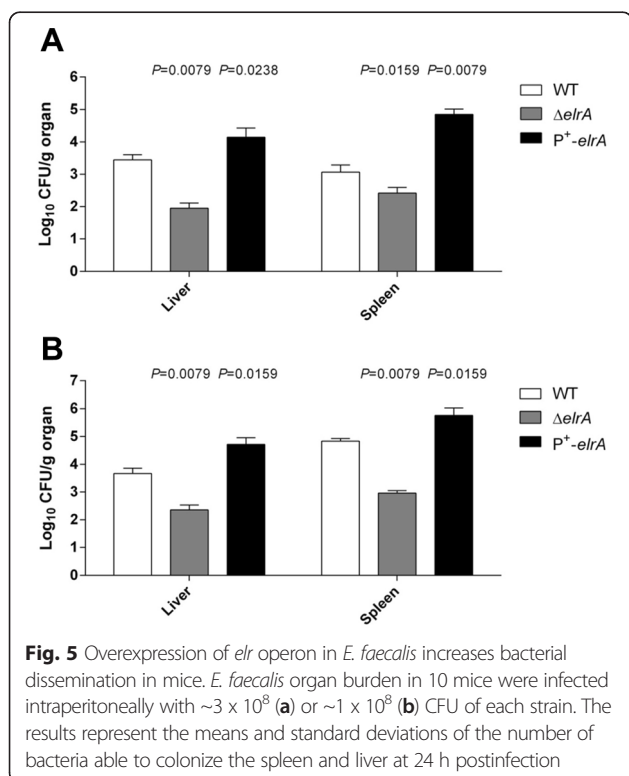 A
P=0.0079 P=0.0238 P=0.0159 P=0.0079
Log10 CFU/g organ
6
5
4
3
2
1
0
Liver
Spleen
WT
ΔelrA
P+-elrA
B
P=0.0079 P=0.0159 P=0.0079 P=0.0159
Log10 CFU/g organ
7
6
5
4
3
2
1
0
Liver
Spleen
WT
ΔelrA
P+-elrA
Fig. 5 Overexpression of elr operon in E. faecalis increases bacterial
dissemination in mice. E. faecalis organ burden in 10 mice were infected
intraperitoneally with ~3 x 10⁸ (a) or ~1 x 10⁸ (b) CFU of each strain. The
results represent the means and standard deviations of the number of
bacteria able to colonize the spleen and liver at 24 h postinfection